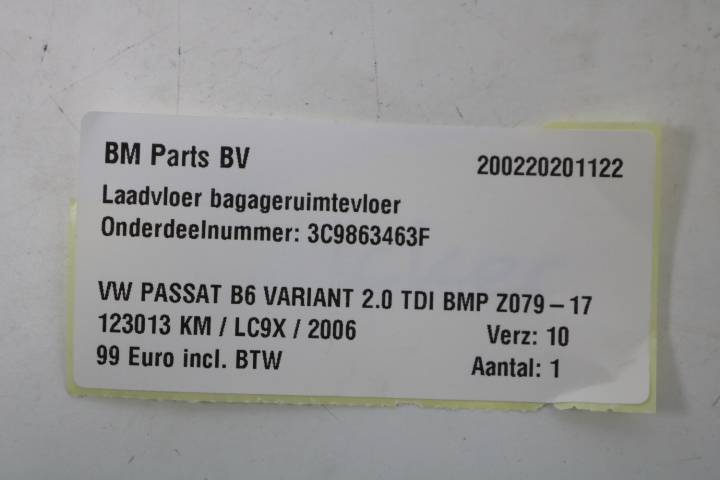 BM Parts BV 200220201122
Laadvloer bagageruimtevloer
Onderdeelnummer: 3C9863463F
VW PASSAT B6 VARIANT 2.0 TDI BMP Z079-17
123013 KM / LC9X / 2006 Verz: 10
99 Euro incl. BTW Aantal: 1